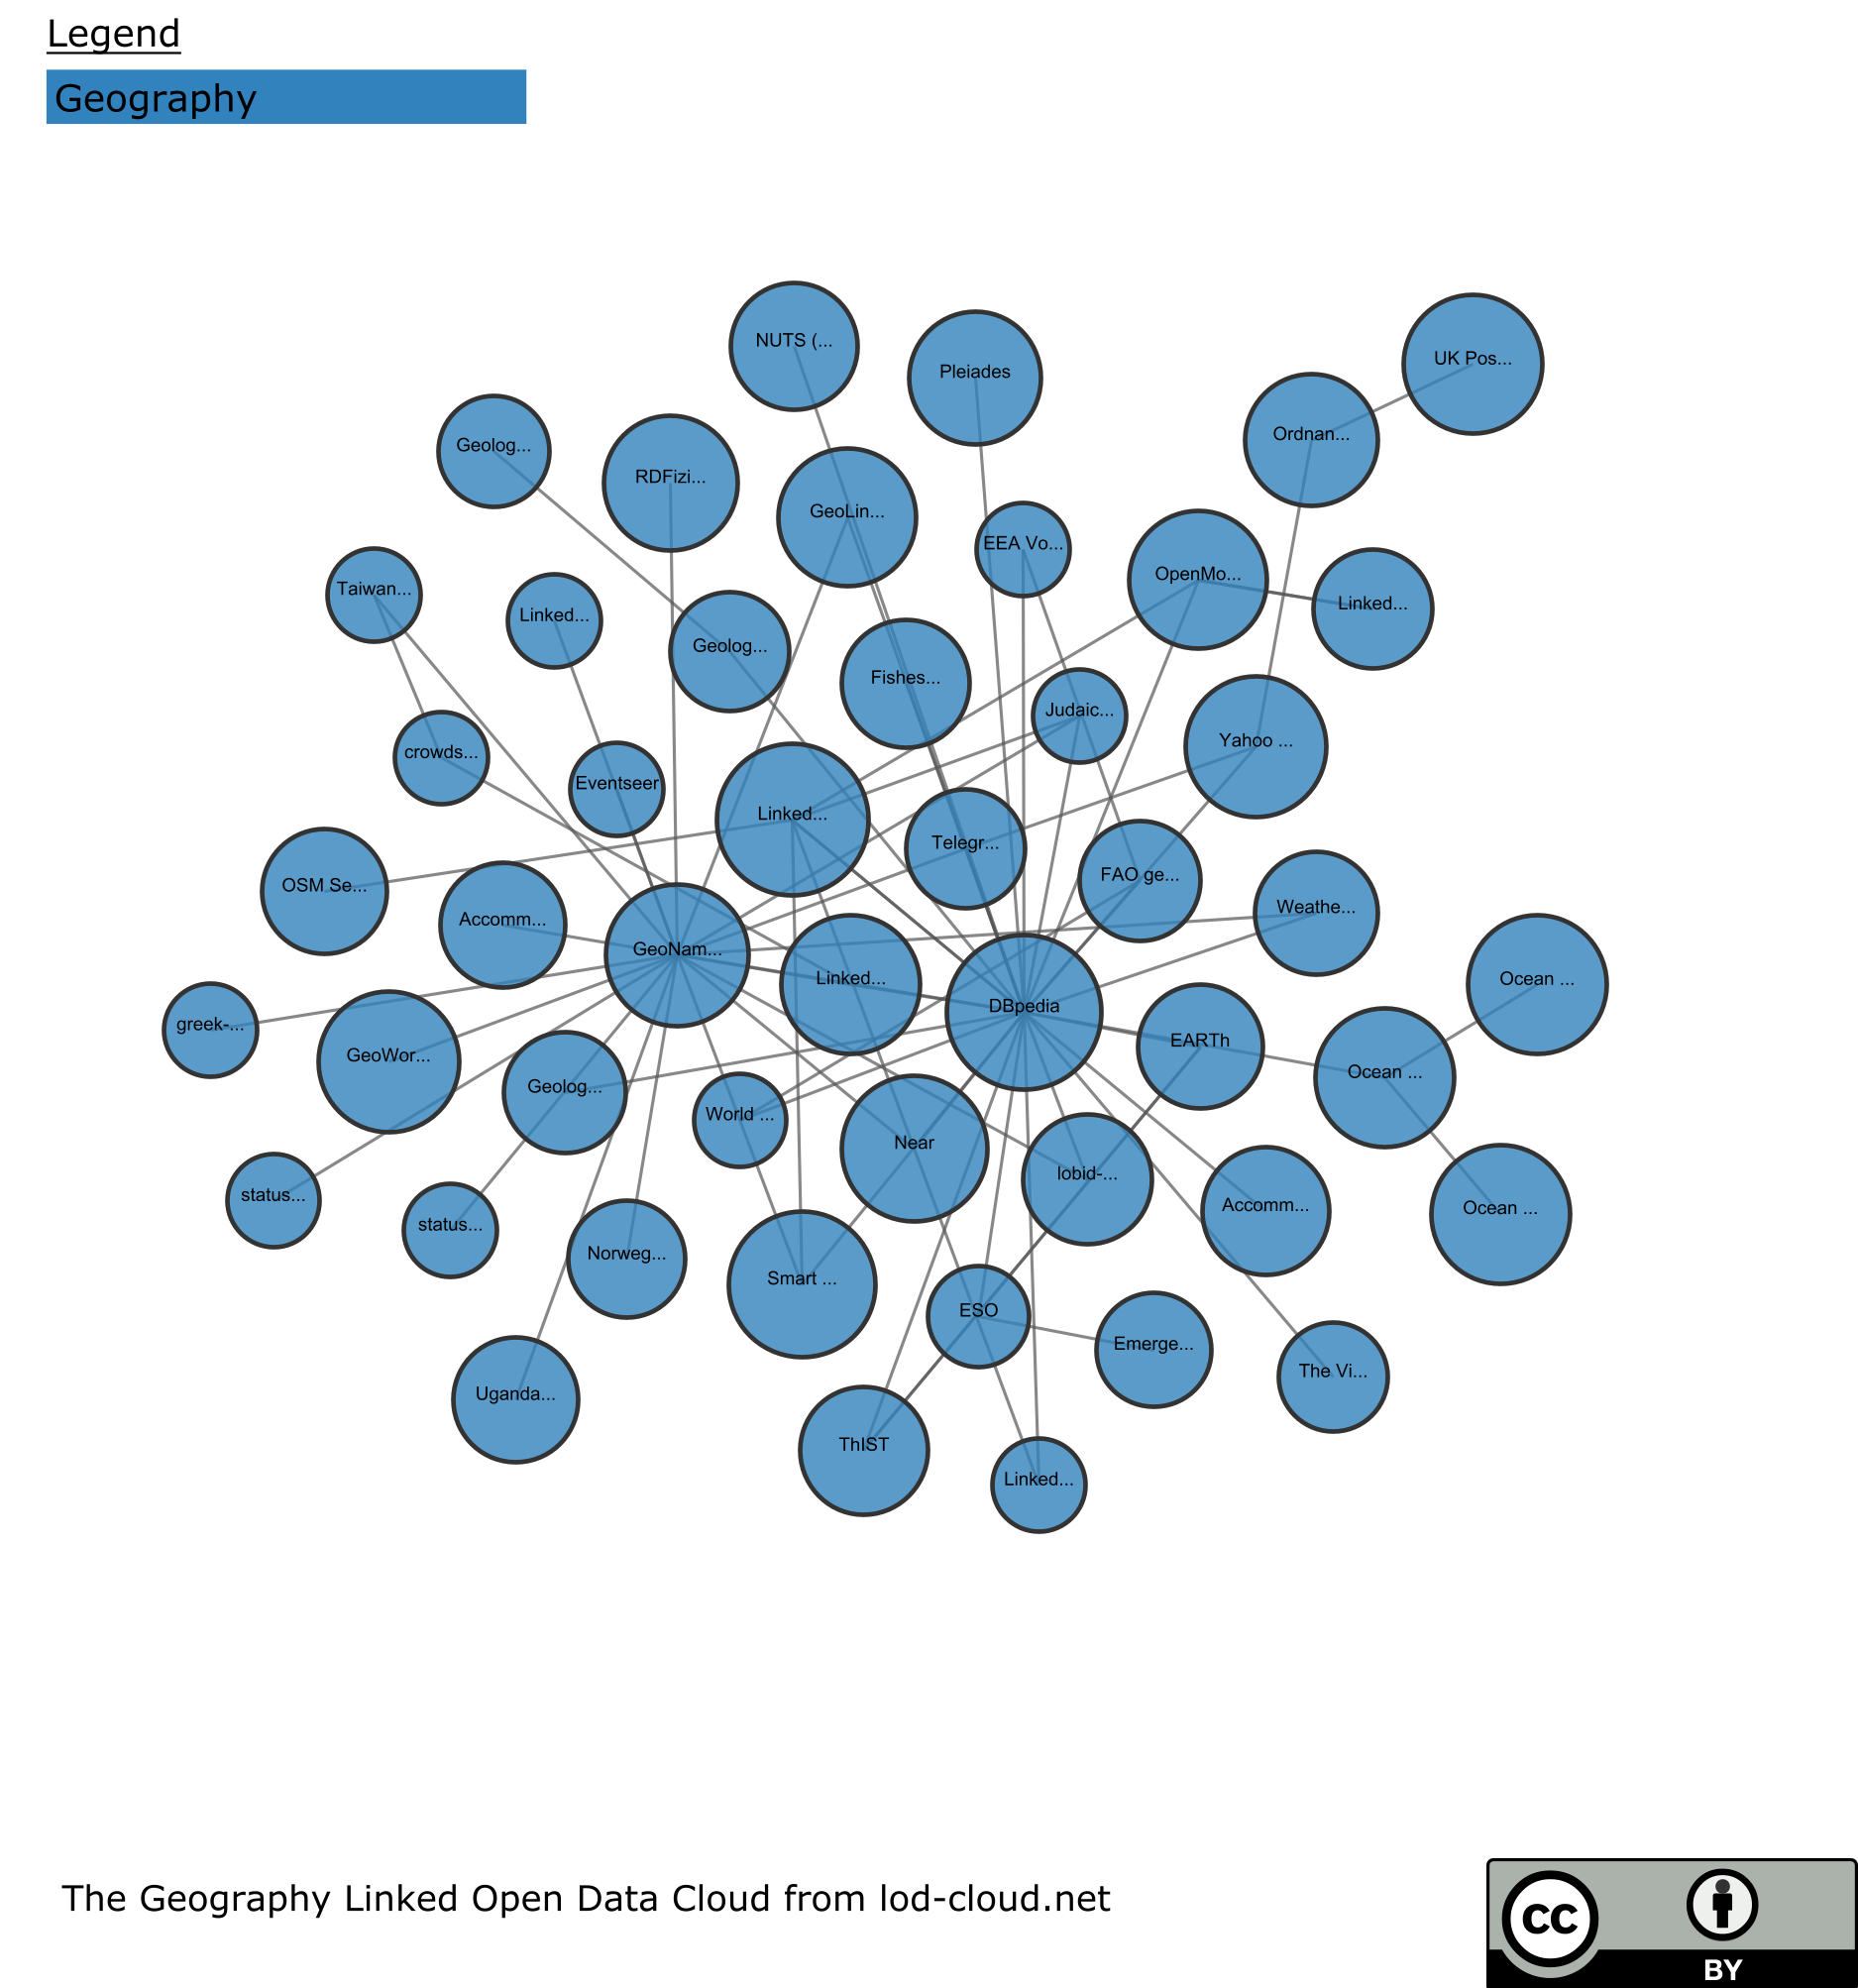 Legend
Geography
NUTS (...
UK Pos...
Pleiades
Ordnan...
Geolog...
RDFizi...
GeoLin...
EEA Vo...
OpenMo...
Taiwan...
Linked...
Linked...
Geolog...
Fishes...
Judaic...
Yahoo ...
crowds...
Eventseer
Linked...
Telegr...
FAO ge...
OSM Se...
Accomm...
Weathe...
GeoNam...
Linked...
Ocean ...
DBpedia
greek-...
EARTh
GeoWor...
Ocean ...
Geolog...
World ...
Near
lobid-...
status...
Accomm...
Ocean ...
status...
Norweg...
Smart ...
ESO
Emerge...
The Vi...
Uganda...
ThIST
Linked...
The Geography Linked Open Data Cloud from lod-cloud.net
cc
BY